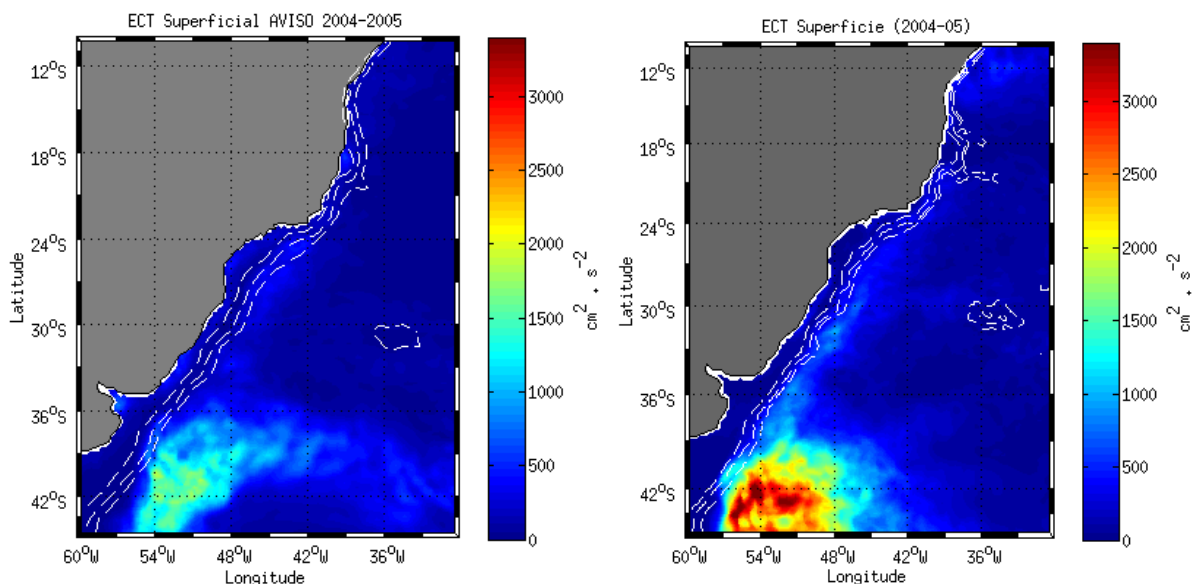 ECT Superficial AVISO 2004-2005
12°S
18°S
24°S
30°S
36°S
42°S
Latitude
60°W 54°W 48°W 42°W 36°W
Longitude
3000
2500
2000
1500
1000
500
0
cm² . s⁻²
ECT Superficie (2004-05)
12°S
18°S
24°S
30°S
36°S
42°S
Latitude
60°W 54°W 48°W 42°W 36°W
Longitude
3000
2500
2000
1500
1000
500
0
cm² . s⁻²